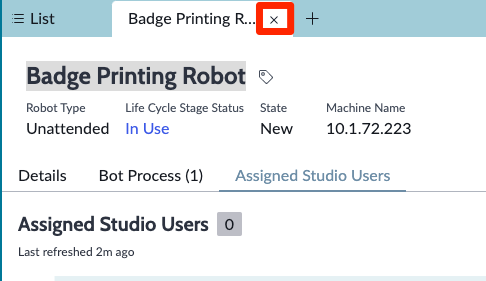 List
Badge Printing R... × +
Badge Printing Robot
Robot Type Life Cycle Stage Status State Machine Name
Unattended In Use New 10.1.72.223
Details Bot Process (1) Assigned Studio Users
Assigned Studio Users 0
Last refreshed 2m ago